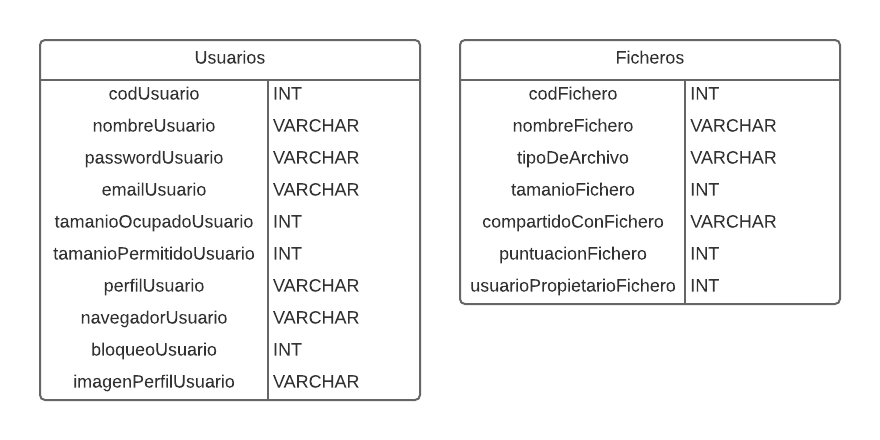 Usuarios
codUsuario INT
nombreUsuario VARCHAR
passwordUsuario VARCHAR
emailUsuario VARCHAR
tamanioOcupadoUsuario INT
tamanioPermitidoUsuario INT
perfilUsuario VARCHAR
navegadorUsuario VARCHAR
bloqueoUsuario INT
imagenPerfilUsuario VARCHAR
Ficheros
codFichero INT
nombreFichero VARCHAR
tipoDeArchivo VARCHAR
tamanioFichero INT
compartidoConFichero VARCHAR
puntuacionFichero INT
usuarioPropietarioFichero INT